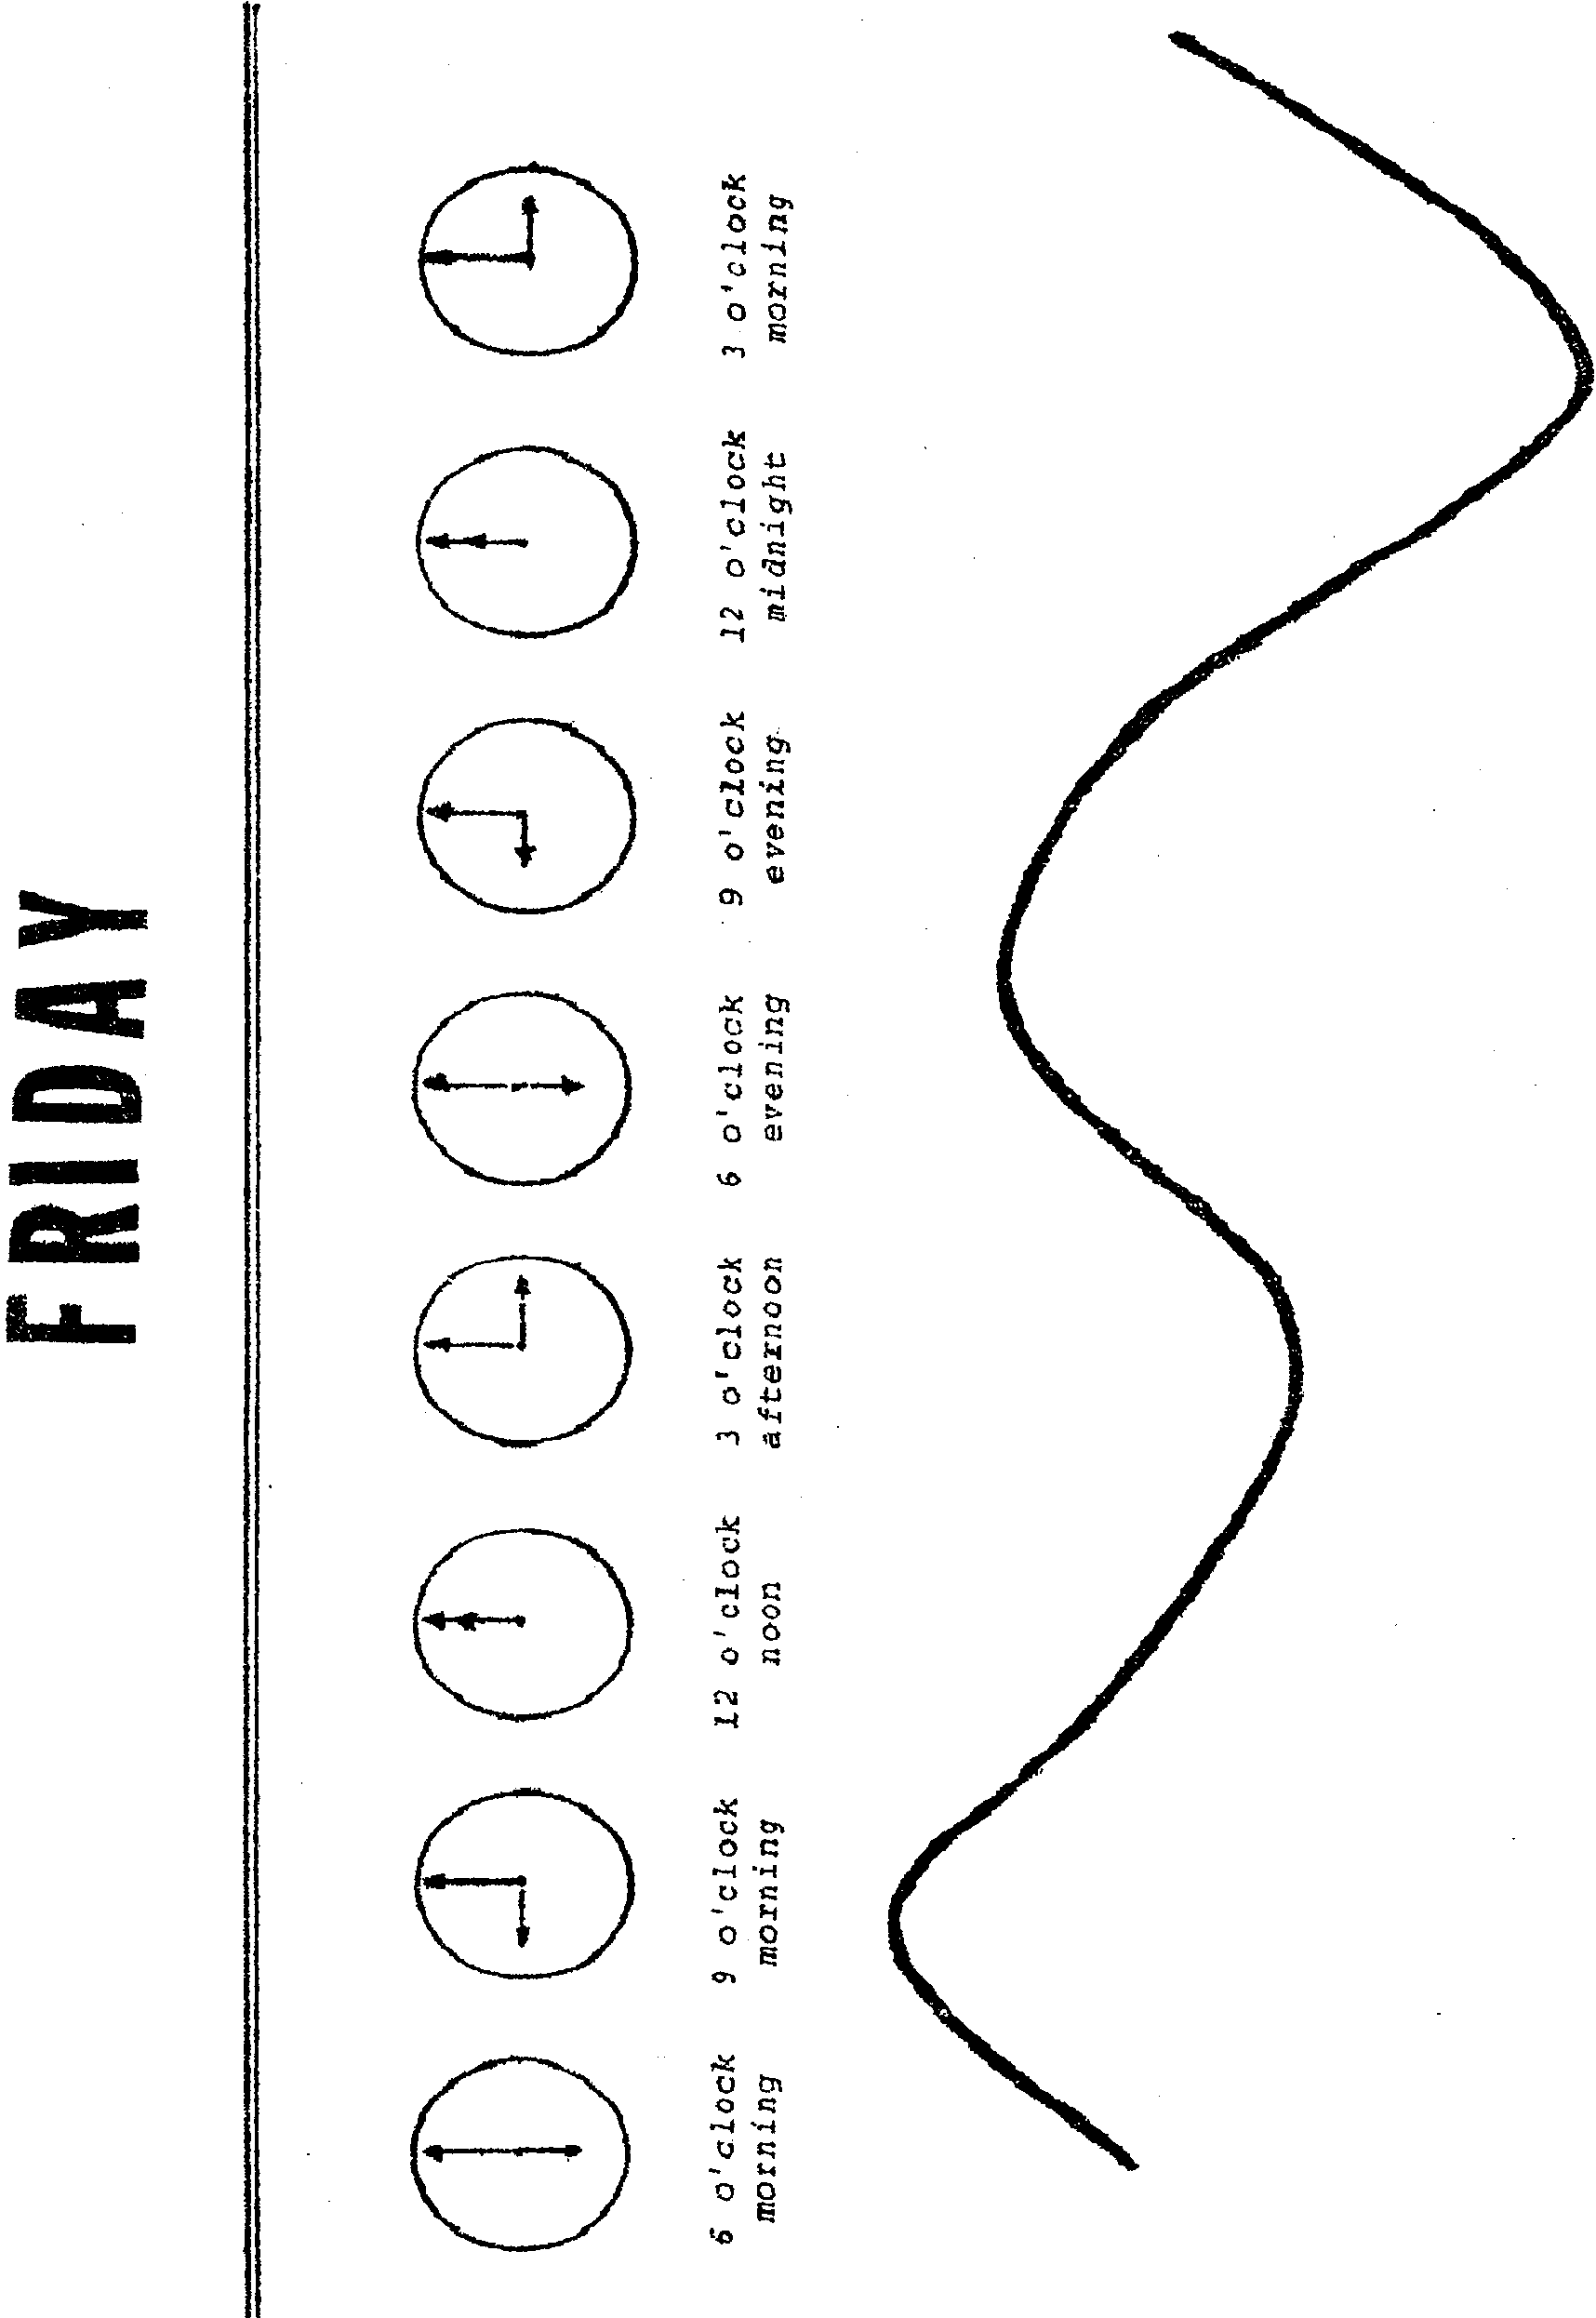 FRIDAY
6 o'clock 9 o'clock 12 o'clock 3 o'clock 6 o'clock 9 o'clock 12 o'clock 3 o'clock
morning morning noon afternoon evening evening midnight morning